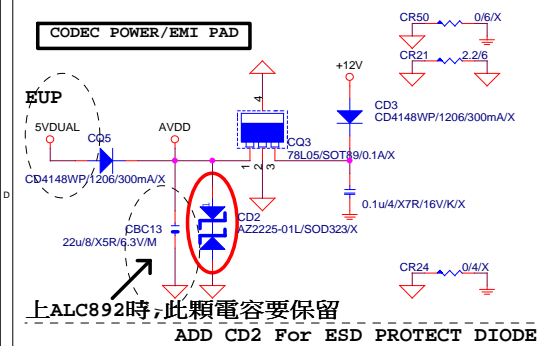 CODEC POWER/EMI PAD
CR50
0/6/X
CR21
2.2/6
+12V
EUP
5VDUAL
CQ5
AVDD
4
CD3
CD4148WP/1206/300mA/X
CQ3
78L05/SOT89/0.1A/X
1 2 3
CD4148WP/1206/300mA/X
D
CBC13
22u/8/X5R/6.3V/M
1
CD2
AZ2225-01L/SOD323/X
0.1u/4/X7R/16V/K/X
CR24
0/4/X
上ALC892時,此顆電容要保留
ADD CD2 For ESD PROTECT DIODE